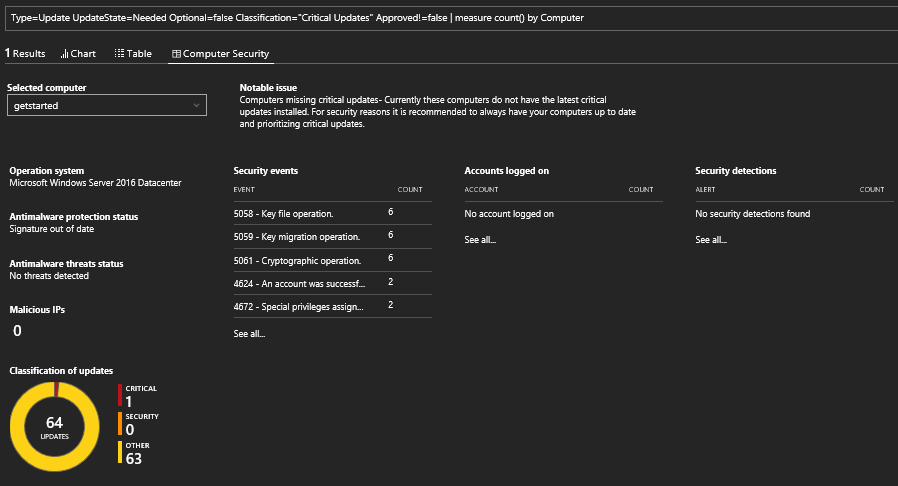 Type=Update UpdateState=Needed Optional=false Classification="Critical Updates" Approved!=false | measure count() by Computer
1 Results
Chart
Table
Computer Security
Selected computer
getstarted
Notable issue
Computers missing critical updates- Currently these computers do not have the latest critical
updates installed. For security reasons it is recommended to always have your computers up to date
and prioritizing critical updates.
Operation system
Microsoft Windows Server 2016 Datacenter
Antimalware protection status
Signature out of date
Antimalware threats status
No threats detected
Malicious IPs
0
Security events
EVENT COUNT
5058 - Key file operation. 6
5059 - Key migration operation. 6
5061 - Cryptographic operation. 6
4624 - An account was successf... 2
4672 - Special privileges assign... 2
See all...
Accounts logged on
ACCOUNT COUNT
No account logged on
See all...
Security detections
ALERT COUNT
No security detections found
See all...
Classification of updates
64
UPDATES
CRITICAL
1
SECURITY
0
OTHER
63